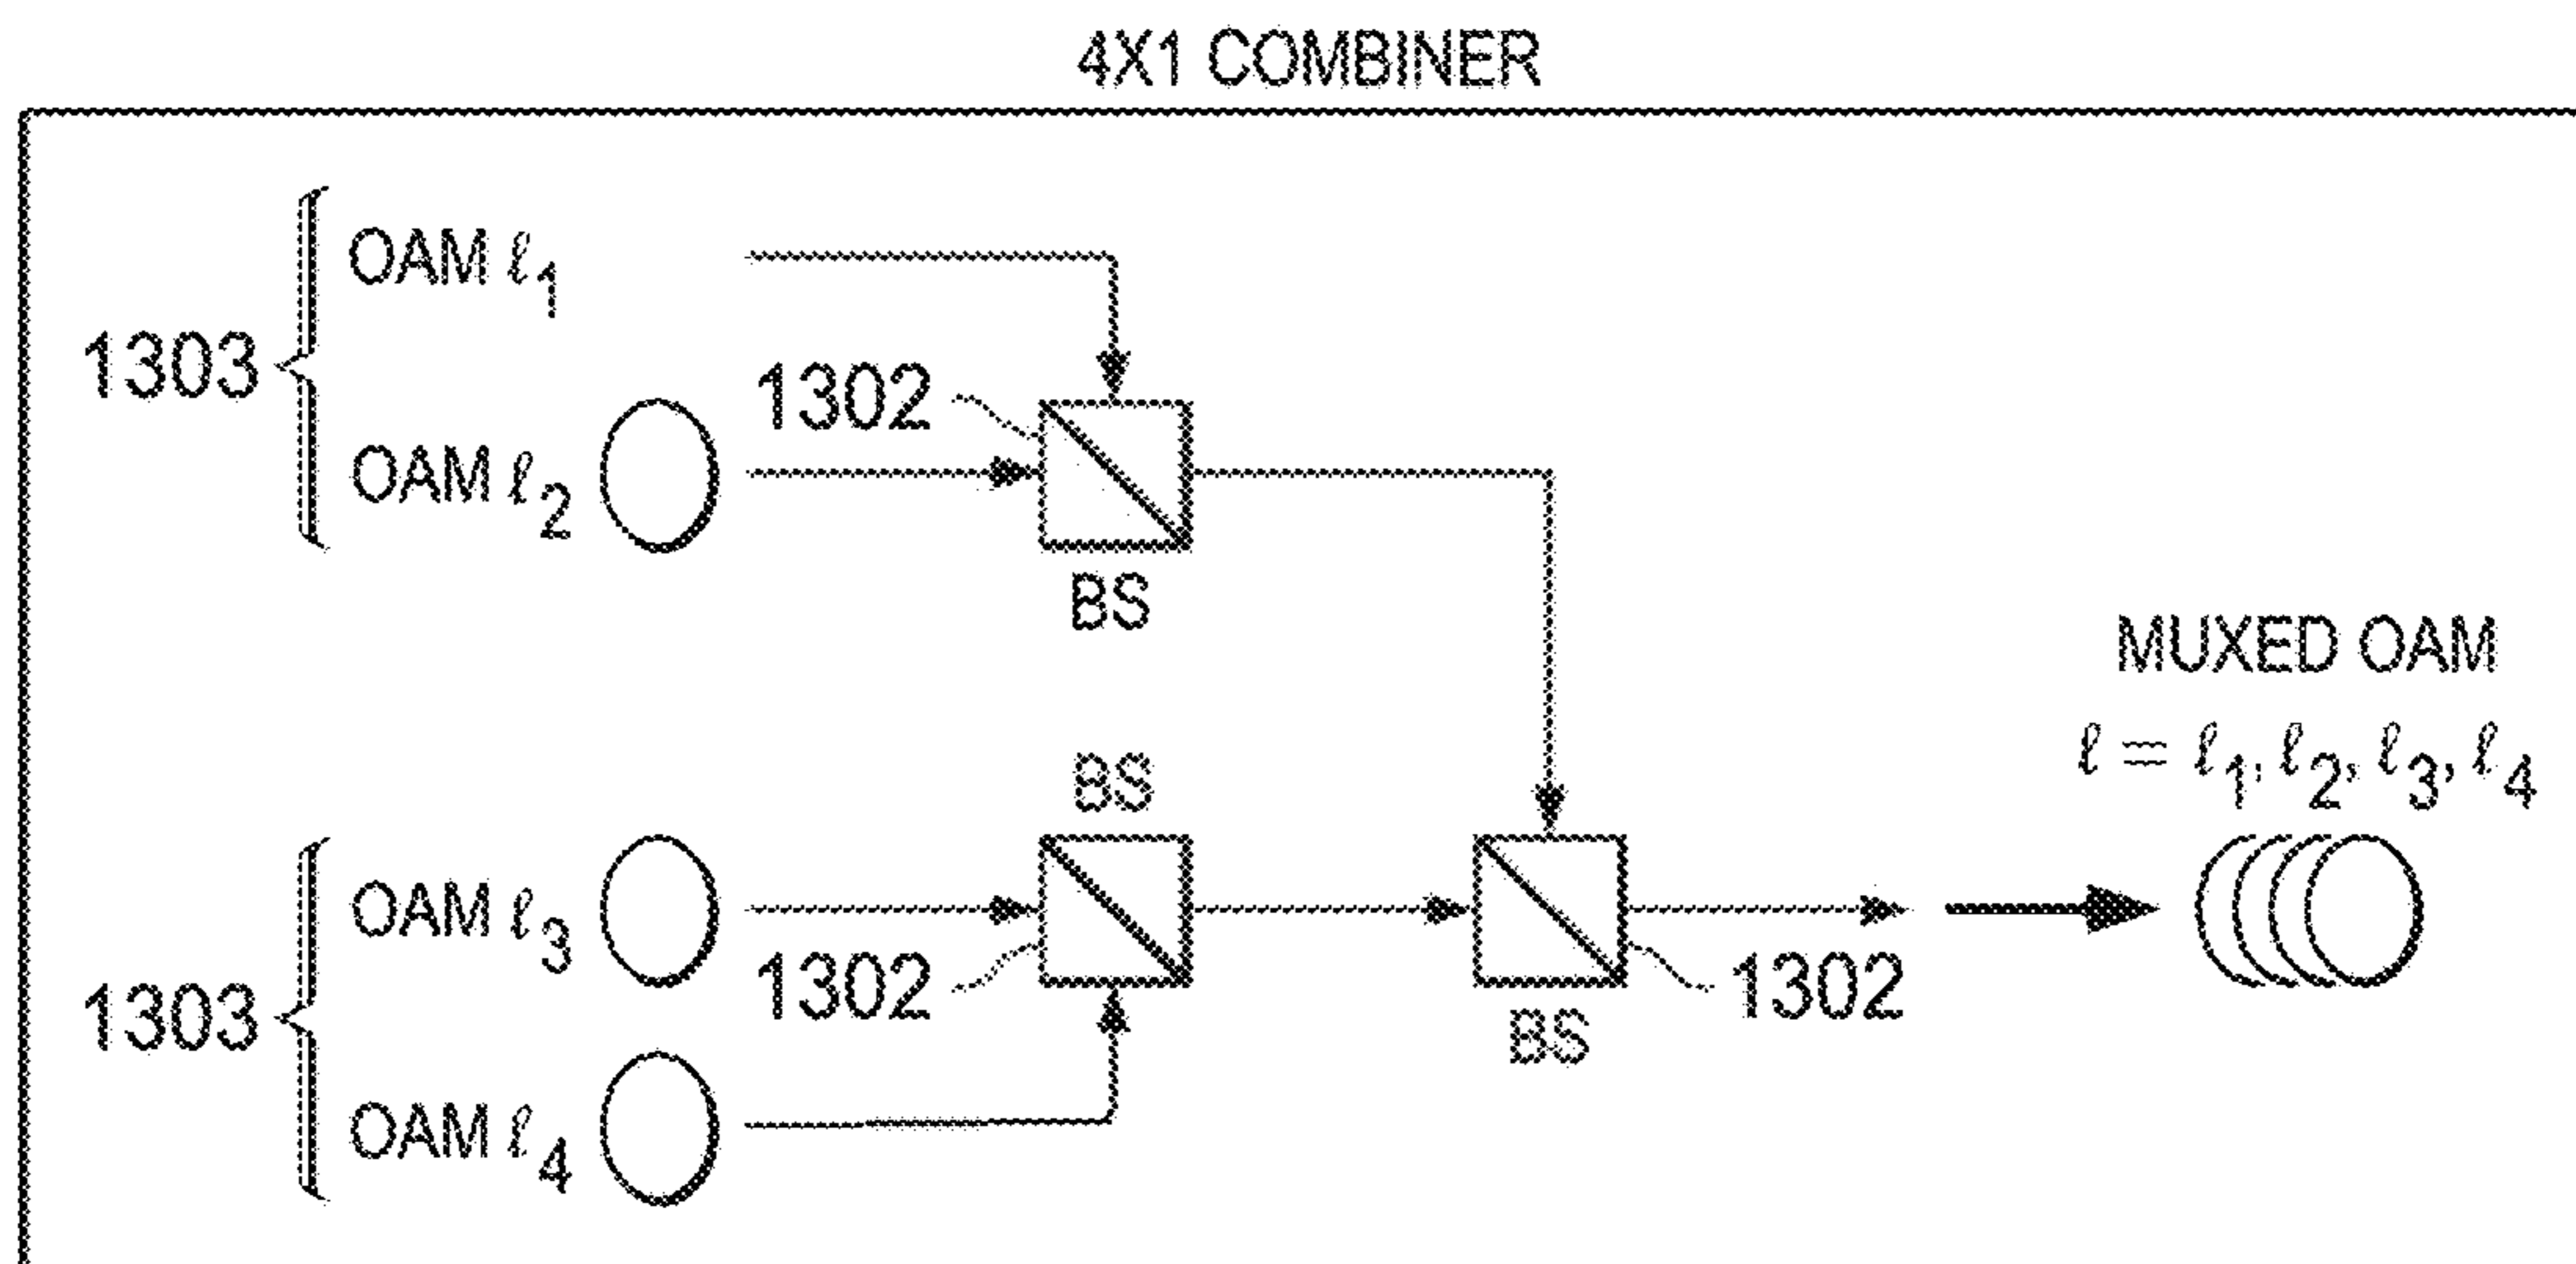 4X1 COMBINER
1303
OAM ℓ1
OAM ℓ2
1302
BS
MUXED OAM
ℓ = ℓ1, ℓ2, ℓ3, ℓ4
BS
1303
OAM ℓ3
OAM ℓ4
1302
1302
BS